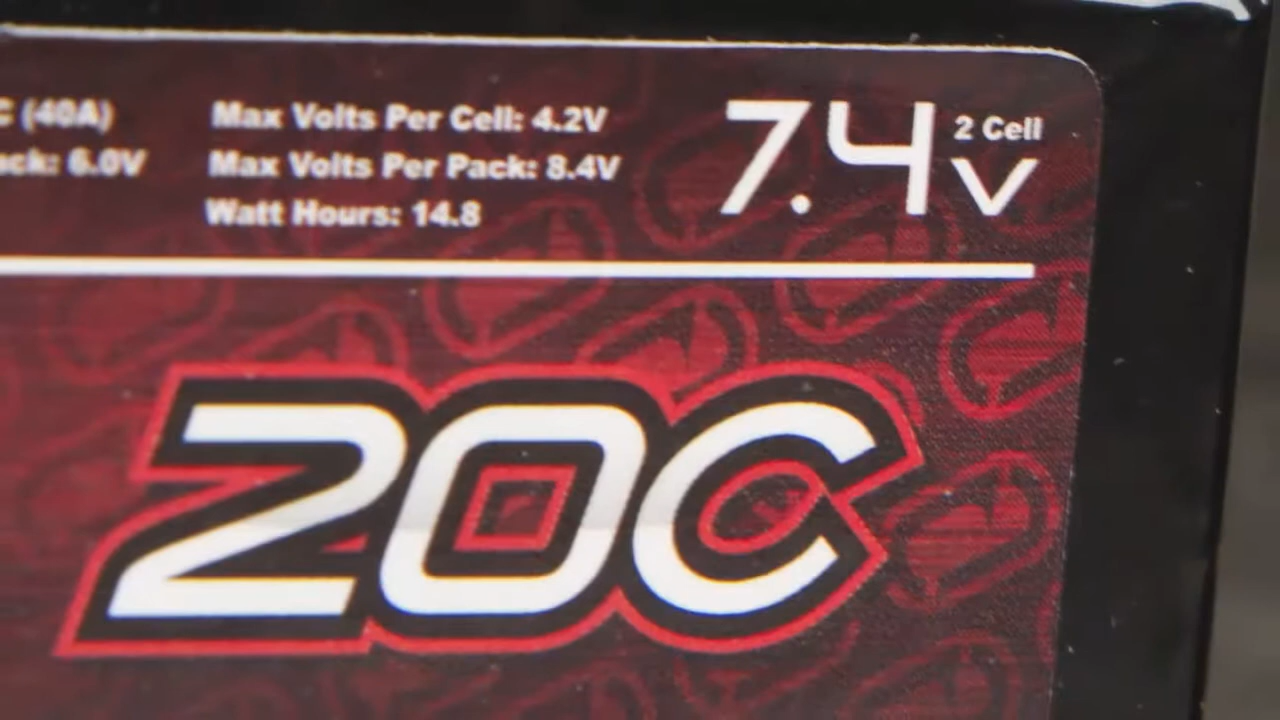 C (40A)
ack: 6.0V
Max Volts Per Cell: 4.2V
Max Volts Per Pack: 8.4V
Watt Hours: 14.8
7.4V
2 Cell
20C